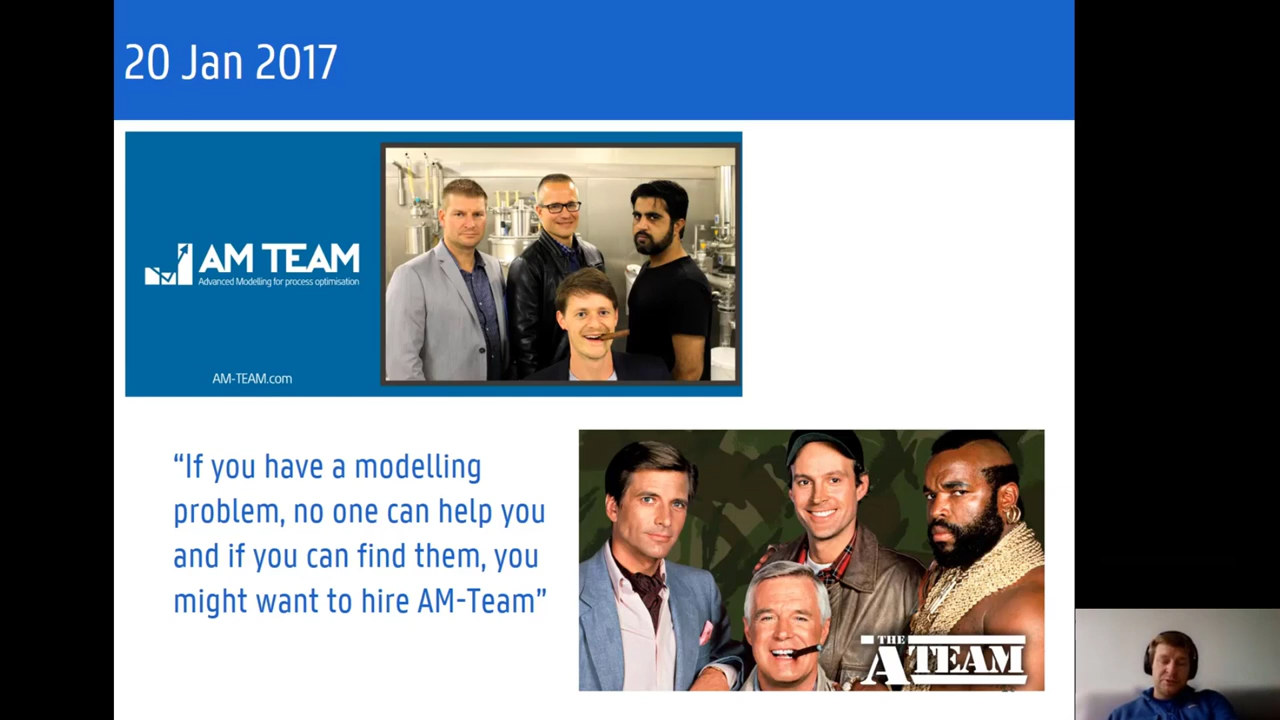 20 Jan 2017
AM TEAM
Advanced Modelling for process optimisation
AM-TEAM.com
“If you have a modelling
problem, no one can help you
and if you can find them, you
might want to hire AM-Team”
THE
A TEAM